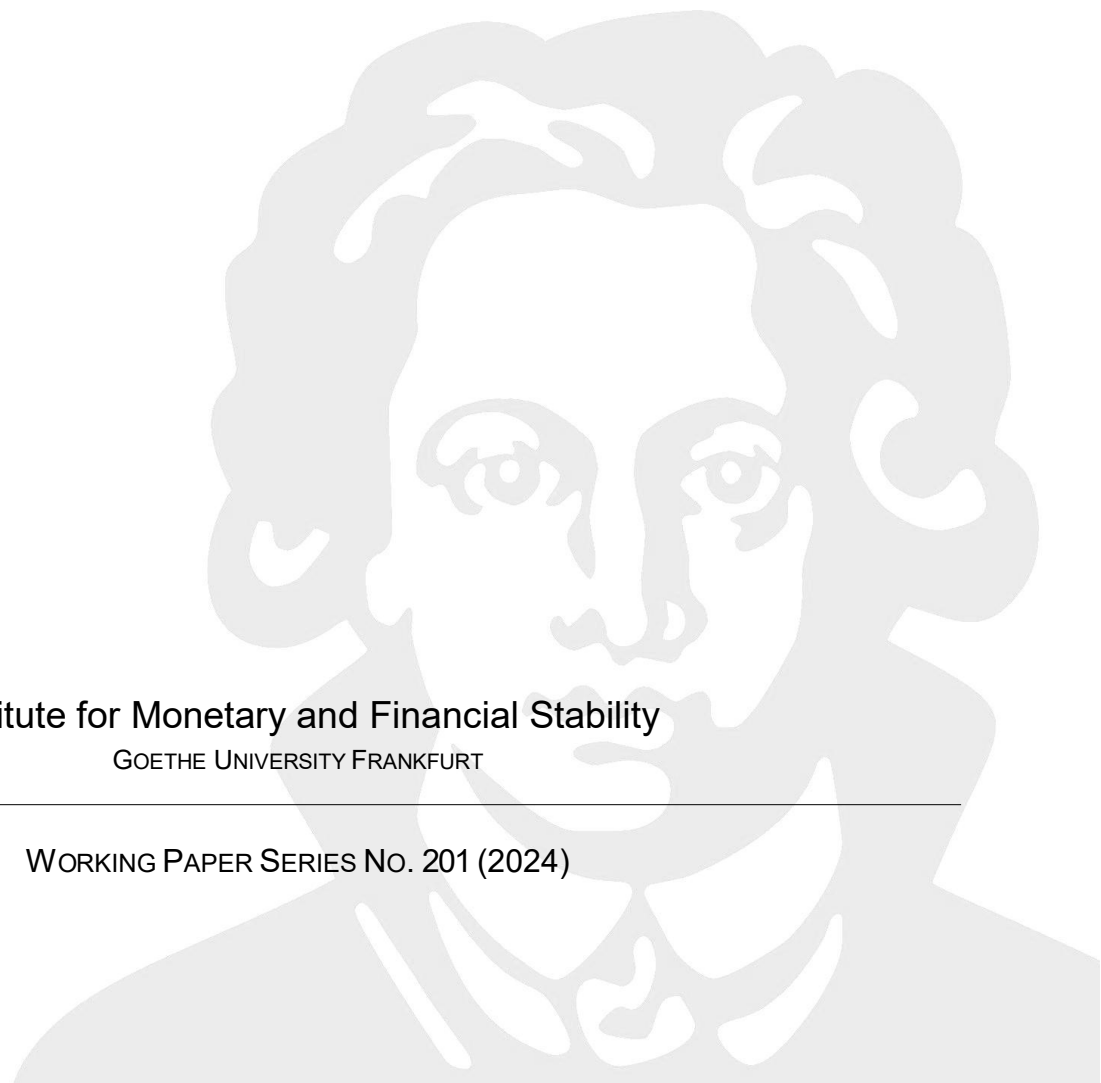 itute for Monetary and Financial Stability
GOETHE UNIVERSITY FRANKFURT
WORKING PAPER SERIES NO. 201 (2024)